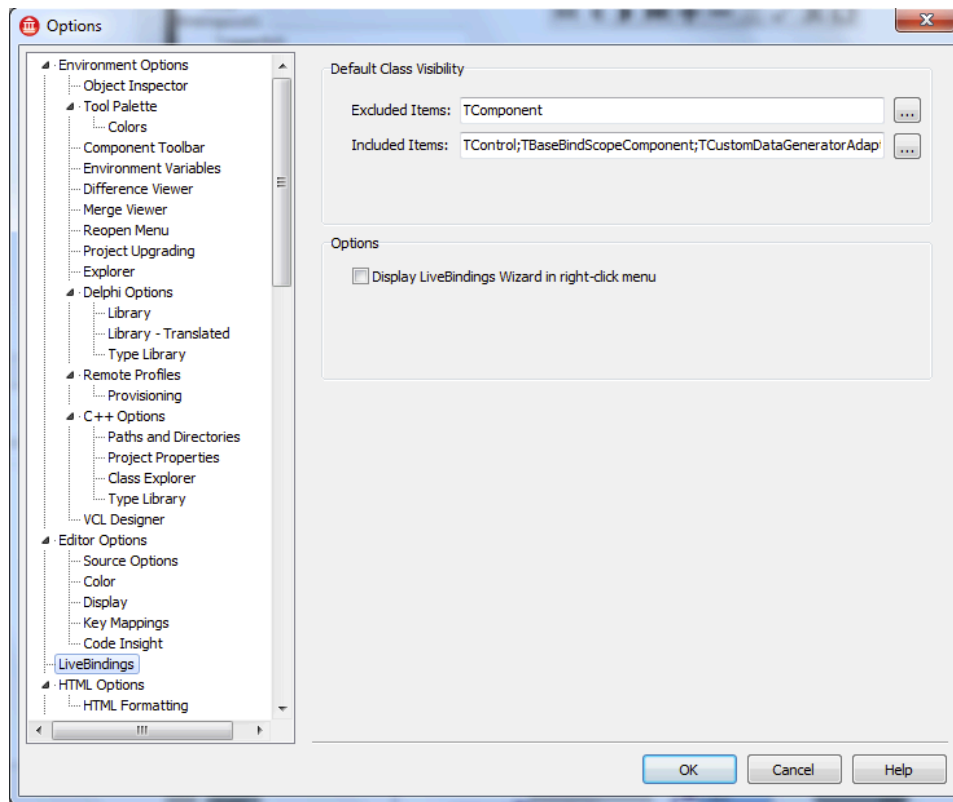 Options
Environment Options
Object Inspector
Tool Palette
Colors
Component Toolbar
Environment Variables
Difference Viewer
Merge Viewer
Reopen Menu
Project Upgrading
Explorer
Delphi Options
Library
Library - Translated
Type Library
Remote Profiles
Provisioning
C++ Options
Paths and Directories
Project Properties
Class Explorer
Type Library
VCL Designer
Editor Options
Source Options
Color
Display
Key Mappings
Code Insight
LiveBindings
HTML Options
HTML Formatting
Default Class Visibility
Excluded Items: TComponent ...
Included Items: TControl;TBaseBindScopeComponent;TCustomDataGeneratorAdap ...
Options
Display LiveBindings Wizard in right-click menu
OK Cancel Help